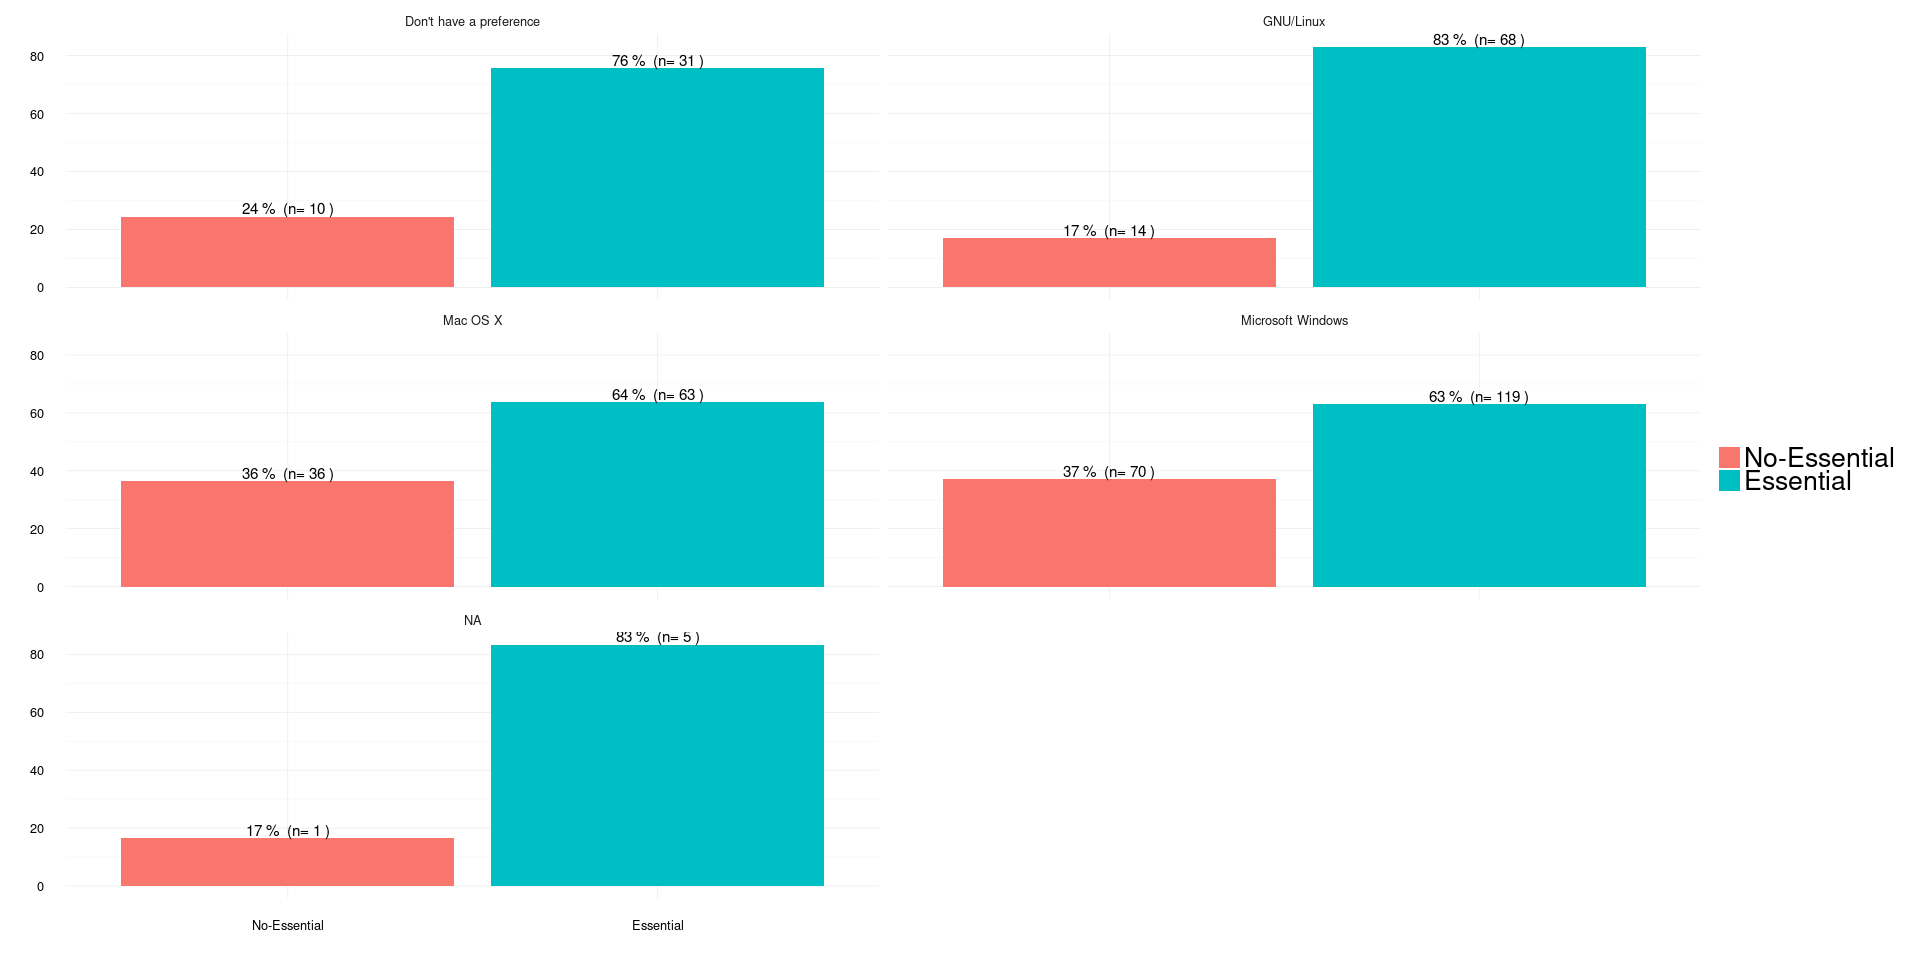 Don't have a preference
GNU/Linux
80
60
40
20
0
24 % (n= 10 )
76 % (n= 31 )
17 % (n= 14 )
83 % (n= 68 )
Mac OS X
Microsoft Windows
80
60
40
20
0
36 % (n= 36 )
64 % (n= 63 )
37 % (n= 70 )
63 % (n= 119 )
No-Essential
Essential
NA
80
60
40
20
0
17 % (n= 1 )
83 % (n= 5 )
No-Essential
Essential